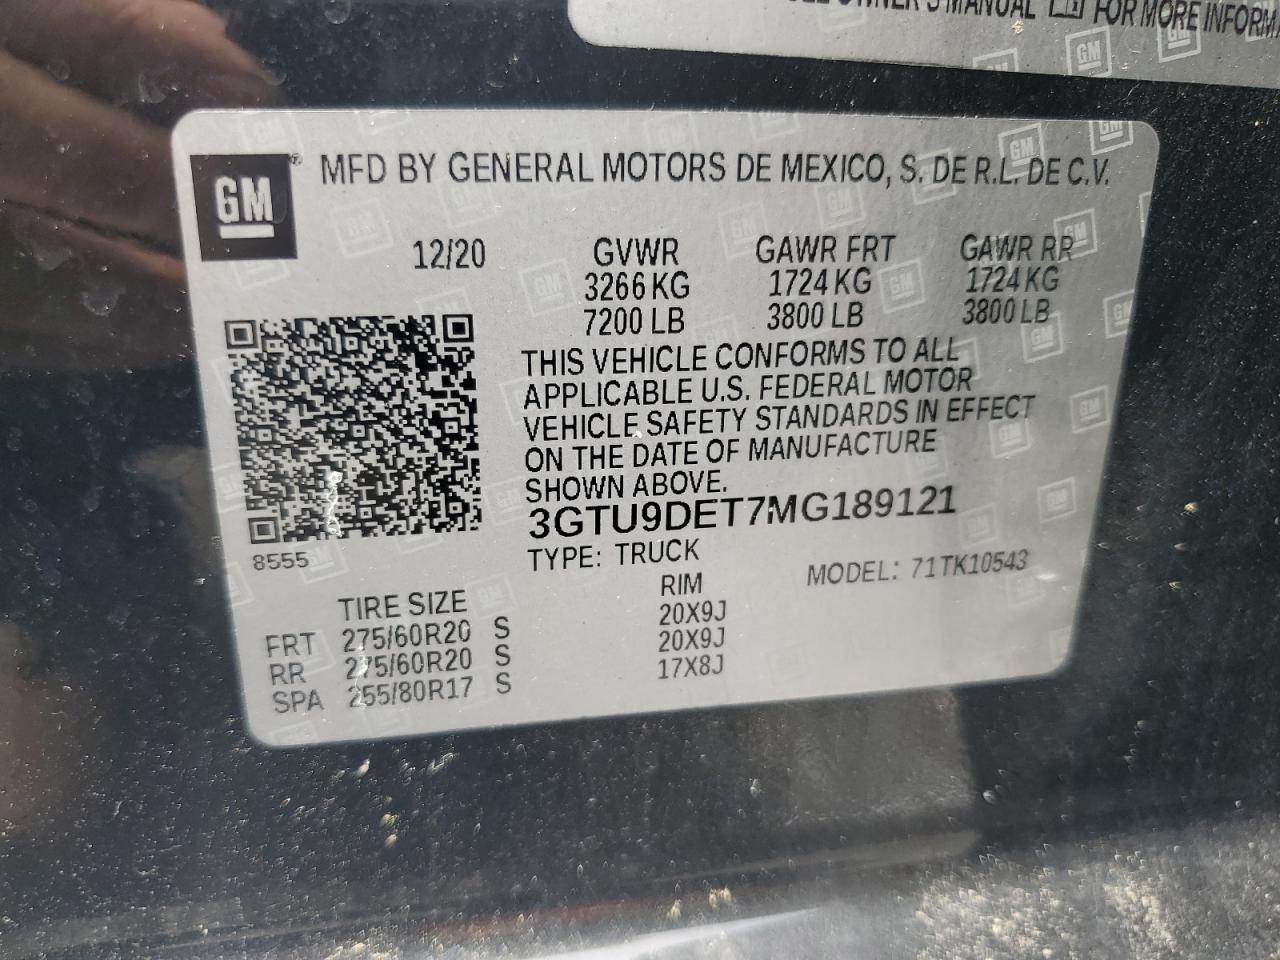 OWNER'S MANUAL FOR MORE INFORMA
GM
MFD BY GENERAL MOTORS DE MEXICO, S. DE R.L. DE C.V.
12/20 GVWR GAWR FRT GAWR RR
3266 KG 1724 KG 1724 KG
7200 LB 3800 LB 3800 LB
THIS VEHICLE CONFORMS TO ALL
APPLICABLE U.S. FEDERAL MOTOR
VEHICLE SAFETY STANDARDS IN EFFECT
ON THE DATE OF MANUFACTURE
SHOWN ABOVE.
3GTU9DET7MG189121
8555
TYPE: TRUCK MODEL: 71TK10543
TIRE SIZE RIM
FRT 275/60R20 S 20X9J
RR 275/60R20 S 20X9J
SPA 255/80R17 S 17X8J